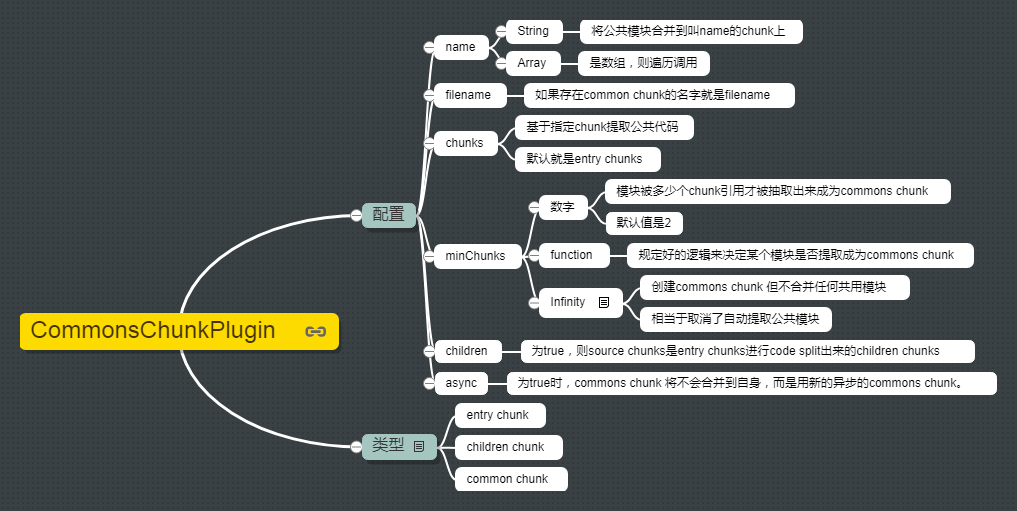 CommonsChunkPlugin
配置
name
String
将公共模块合并到叫name的chunk上
Array
是数组，则遍历调用
filename
如果存在common chunk的名字就是filename
chunks
基于指定chunk提取公共代码
默认就是entry chunks
minChunks
数字
模块被多少个chunk引用才被抽取出来成为commons chunk
默认值是2
function
规定好的逻辑来决定某个模块是否提取成为commons chunk
Infinity
创建commons chunk 但不合并任何共用模块
相当于取消了自动提取公共模块
children
为true，则source chunks是entry chunks进行code split出来的children chunks
async
为true时，commons chunk 将不会合并到自身，而是用新的异步的commons chunk。
类型
entry chunk
children chunk
common chunk